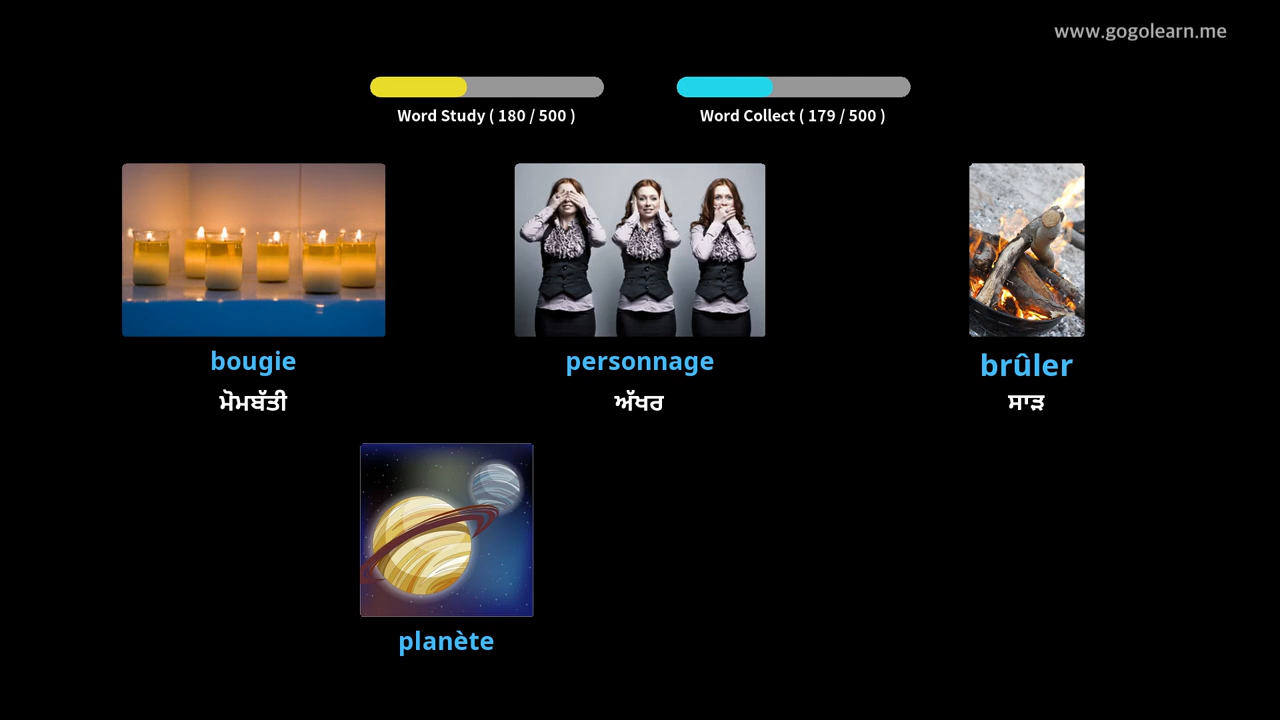 www.gogolearn.me
Word Study ( 180 / 500 )
Word Collect ( 179 / 500 )
bougie
personnage
brûler
ਮੋਮਬੱਤੀ
ਅੱਖਰ
ਸਾੜ
planète